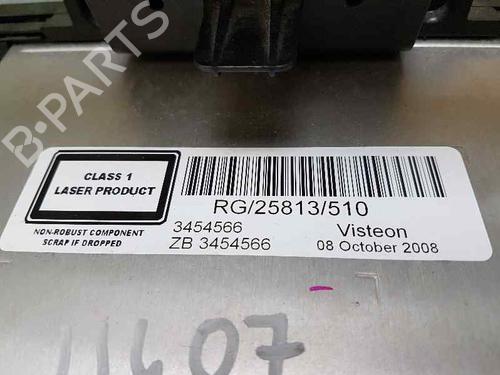 B-PARTS
CLASS 1
LASER PRODUCT
NON-ROBUST COMPONENT
SCRAP IF DROPPED
RG/25813/510
3454566
ZB 3454566
Visteon
08 October 2008
11607